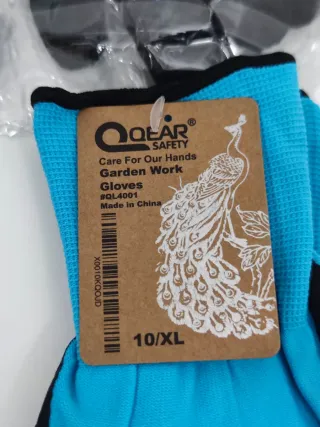 QEAR
SAFETY
Care For Our Hands
Garden Work
Gloves
#QL4001
Made in China
10/XL